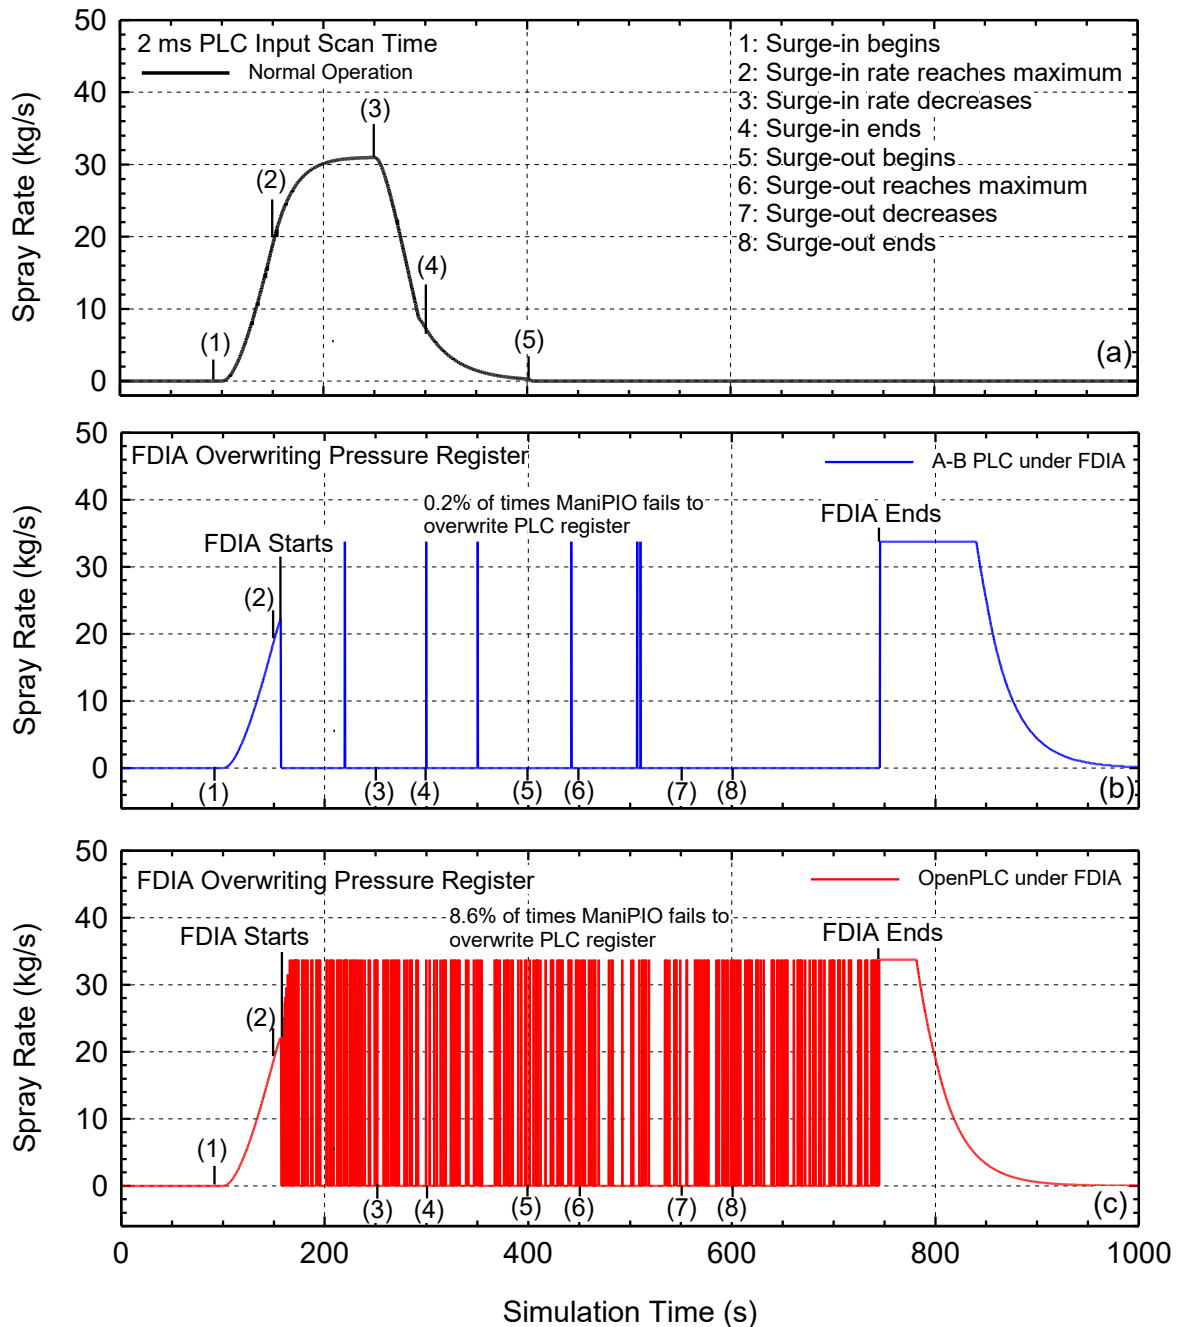 50
40
30
20
10
0
Spray Rate (kg/s)
2 ms PLC Input Scan Time
Normal Operation
1: Surge-in begins
2: Surge-in rate reaches maximum
3: Surge-in rate decreases
4: Surge-in ends
5: Surge-out begins
6: Surge-out reaches maximum
7: Surge-out decreases
8: Surge-out ends
(1)
(2)
(3)
(4)
(5)
(a)
50
40
30
20
10
0
Spray Rate (kg/s)
FDIA Overwriting Pressure Register
A-B PLC under FDIA
0.2% of times ManiPIO fails to
overwrite PLC register
FDIA Starts
FDIA Ends
(2)
(1)
(3)
(4)
(5)
(6)
(7)
(8)
(b)
50
40
30
20
10
0
Spray Rate (kg/s)
FDIA Overwriting Pressure Register
OpenPLC under FDIA
8.6% of times ManiPIO fails to
overwrite PLC register
FDIA Starts
FDIA Ends
(2)
(1)
(3)
(4)
(5)
(6)
(7)
(8)
(c)
0
200
400
600
800
1000
Simulation Time (s)